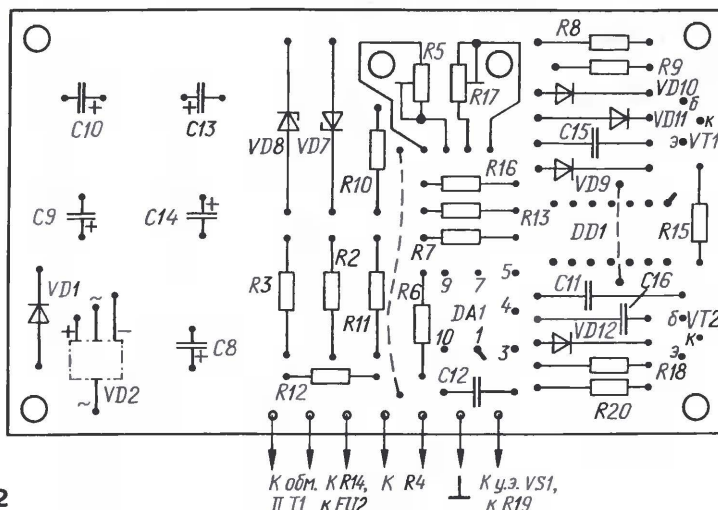 R8
R5
R9
C10
C13
R17
VD10
б
VD11
к
C15
э
VT1
VD8
VD7
R10
R16
VD9
C9
C14
R13
DD1
R15
R7
VD1
R3
R2
R11
R6
9
7
5
C11
C16
DA1
4
б
VT2
10
1
3
VD12
к
э
+
~
-
C8
R12
C12
R18
R20
VD2
~
К обм. К R14, К R4 К у.э. VS1,
II T1 к FU2 к R19
2